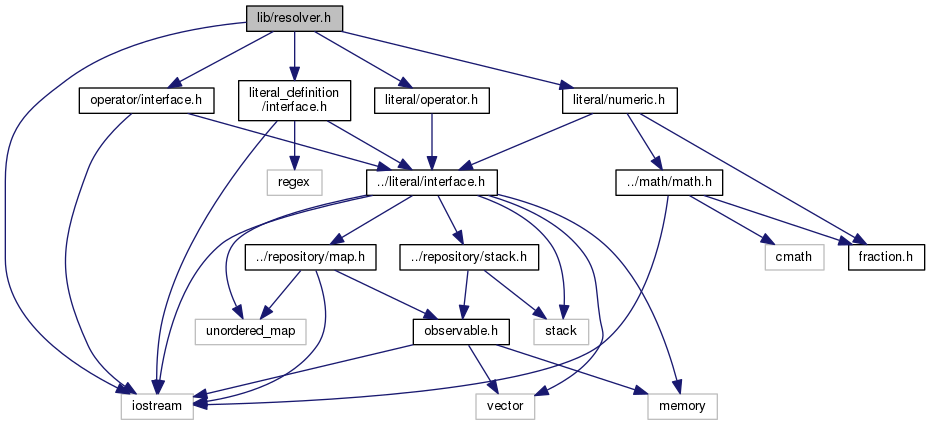 lib/resolver.h
operator/interface.h
literal_definition
/interface.h
literal/operator.h
literal/numeric.h
regex
../literal/interface.h
../math/math.h
../repository/map.h
../repository/stack.h
cmath
fraction.h
unordered_map
observable.h
stack
iostream
vector
memory